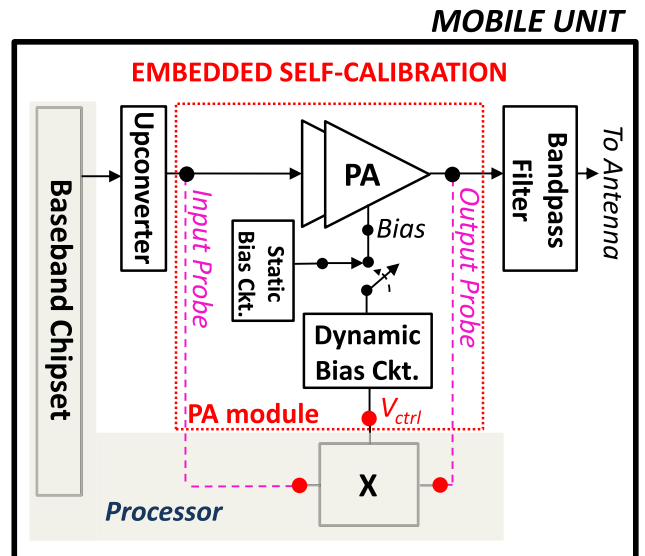 MOBILE UNIT
EMBEDDED SELF-CALIBRATION
Baseband Chipset
Upconverter
Input Probe
PA
Bias
Static
Bias Ckt.
Dynamic
Bias Ckt.
Output Probe
Bandpass
Filter
To Antenna
PA module
Vctrl
X
Processor